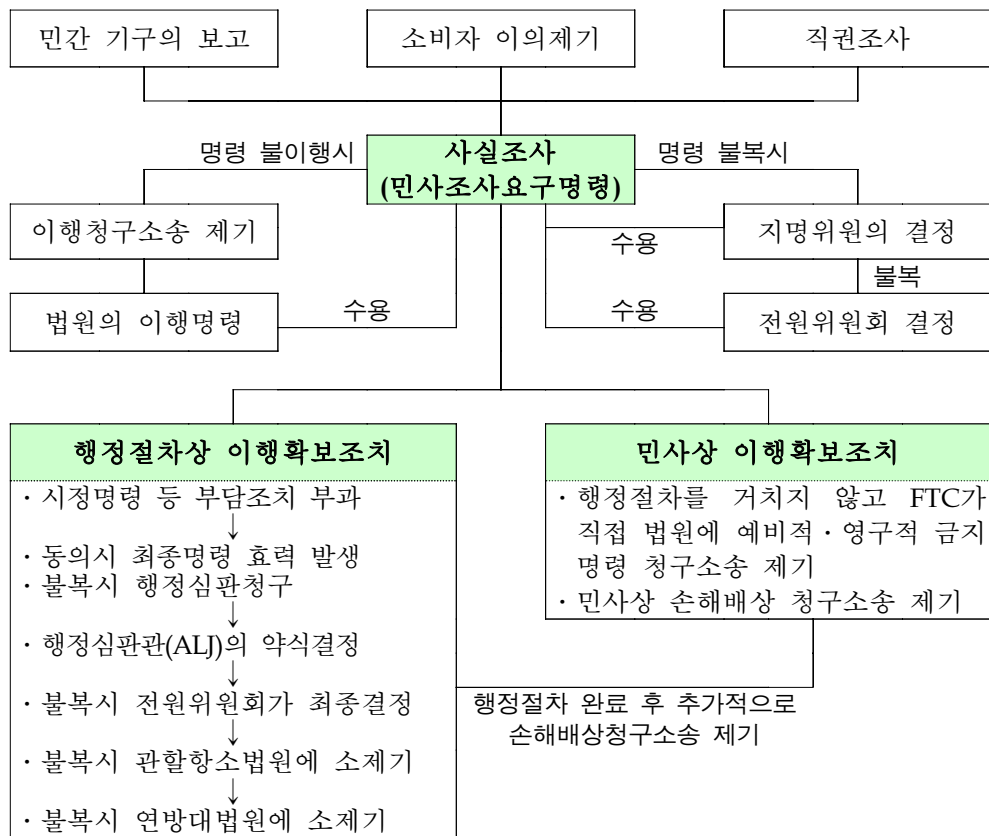 민간 기구의 보고
소비자 이의제기
직권조사
명령 불이행시
사실조사
(민사조사요구명령)
명령 불복시
이행청구소송 제기
수용
지명위원의 결정
불복
법원의 이행명령
수용
수용
전원위원회 결정
행정절차상 이행확보조치
· 시정명령 등 부담조치 부과
↓
· 동의시 최종명령 효력 발생
· 불복시 행정심판청구
↓
· 행정심판관(ALJ)의 약식결정
↓
· 불복시 전원위원회가 최종결정
↓
· 불복시 관할항소법원에 소제기
↓
· 불복시 연방대법원에 소제기
민사상 이행확보조치
· 행정절차를 거치지 않고 FTC가
직접 법원에 예비적 · 영구적 금지
명령 청구소송 제기
· 민사상 손해배상 청구소송 제기
행정절차 완료 후 추가적으로
손해배상청구소송 제기